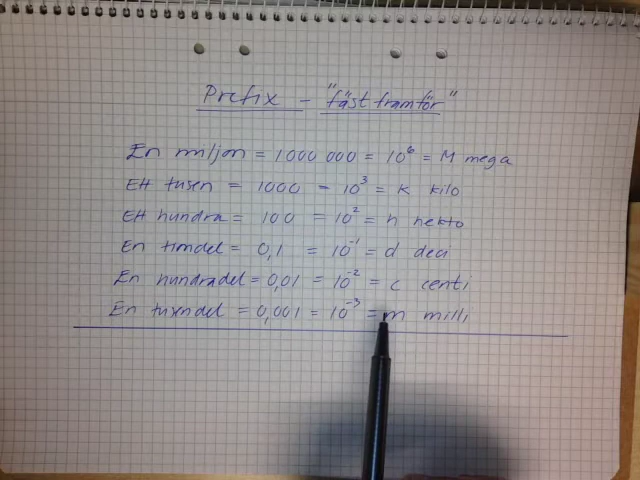 Prefix - "fäst framför"
En miljon = 1000 000 = 10⁶ = M mega
Ett tusen = 1000 = 10³ = k kilo
Ett hundra = 100 = 10² = h hekto
En tiondel = 0,1 = 10⁻¹ = d deci
En hundradel = 0,01 = 10⁻² = c centi
En tusendel = 0,001 = 10⁻³ = m milli